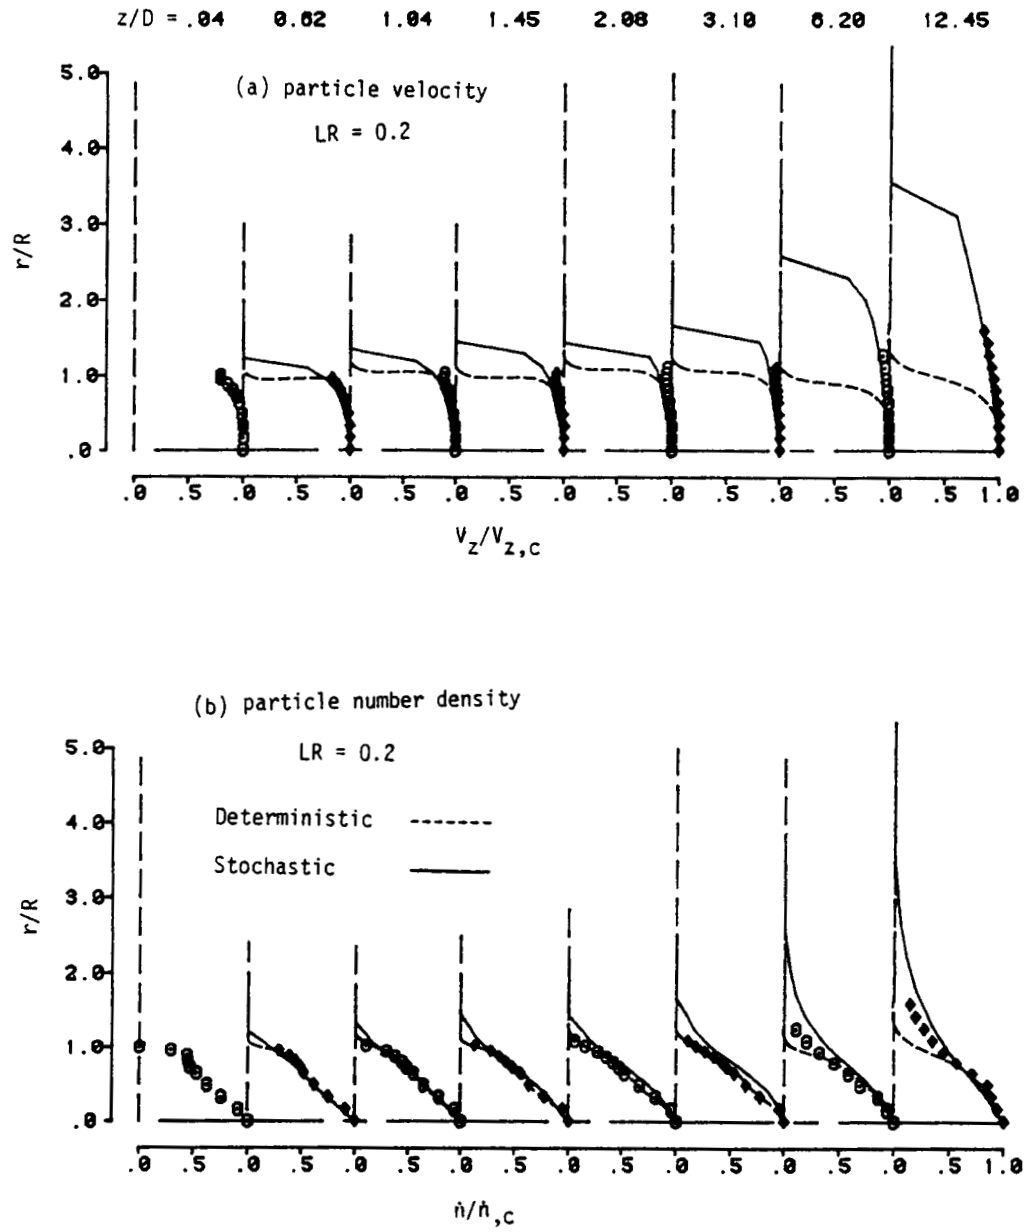 z/D = .04 0.62 1.04 1.45 2.08 3.10 6.20 12.45
(a) particle velocity
LR = 0.2
5.0
4.0
3.0
2.0
1.0
.0
r/R
.0 .5 .0 .5 .0 .5 .0 .5 .0 .5 .0 .5 .0 .5 .0 .5 1.0
V_z/V_z,c
(b) particle number density
LR = 0.2
Deterministic
Stochastic
5.0
4.0
3.0
2.0
1.0
.0
r/R
.0 .5 .0 .5 .0 .5 .0 .5 .0 .5 .0 .5 .0 .5 .0 .5 1.0
ṅ/ṅ,c